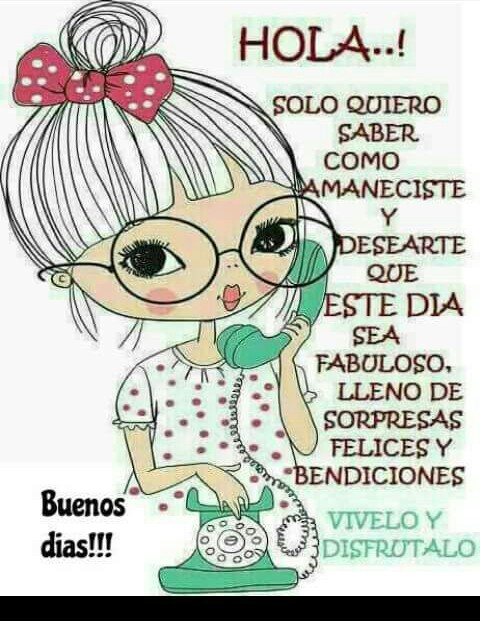 HOLA..!
SOLO QUIERO
SABER
COMO
AMANECISTE
Y
DESEARTE
QUE
ESTE DIA
SEA
FABULOSO,
LLENO DE
SORPRESAS
FELICES Y
BENDICIONES
VIVELO Y
DISFRUTALO
Buenos
dias!!!